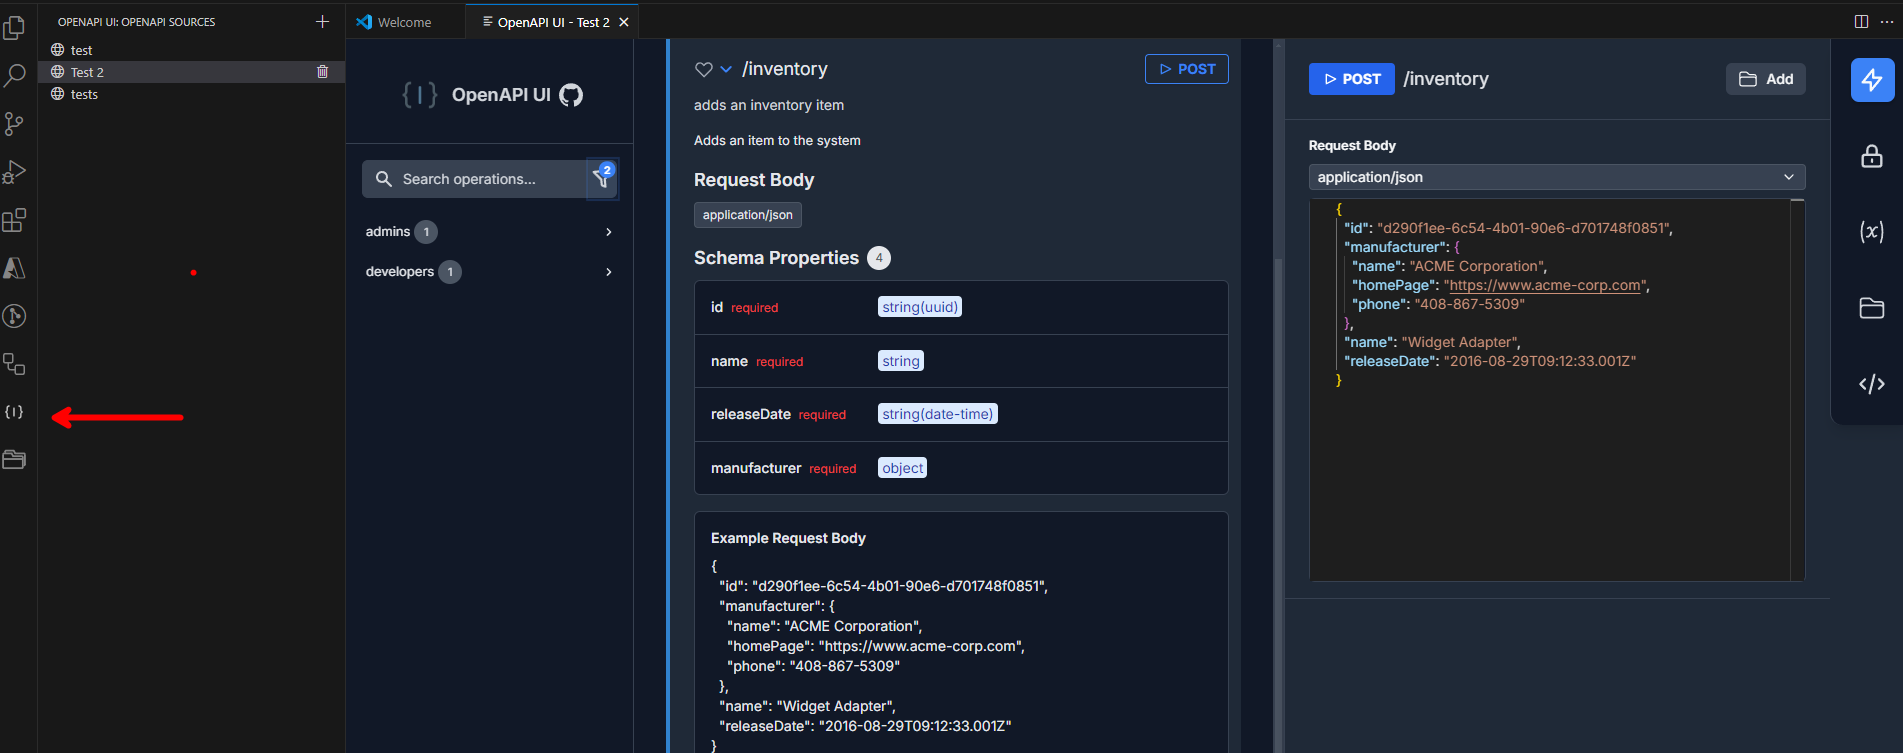 OPENAPI UI: OPENAPI SOURCES
test
Test 2
tests
Welcome
OpenAPI UI - Test 2
{|} OpenAPI UI
Search operations...
2
admins 1
developers 1
/inventory
POST
adds an inventory item
Adds an item to the system
Request Body
application/json
Schema Properties 4
id required string(uuid)
name required string
releaseDate required string(date-time)
manufacturer required object
Example Request Body
{
"id": "d290f1ee-6c54-4b01-90e6-d701748f0851",
"manufacturer": {
"name": "ACME Corporation",
"homePage": "https://www.acme-corp.com",
"phone": "408-867-5309"
},
"name": "Widget Adapter",
"releaseDate": "2016-08-29T09:12:33.001Z"
}
POST /inventory
Add
Request Body
application/json
{
"id": "d290f1ee-6c54-4b01-90e6-d701748f0851",
"manufacturer": {
"name": "ACME Corporation",
"homePage": "https://www.acme-corp.com",
"phone": "408-867-5309"
},
"name": "Widget Adapter",
"releaseDate": "2016-08-29T09:12:33.001Z"
}
(x)
</>